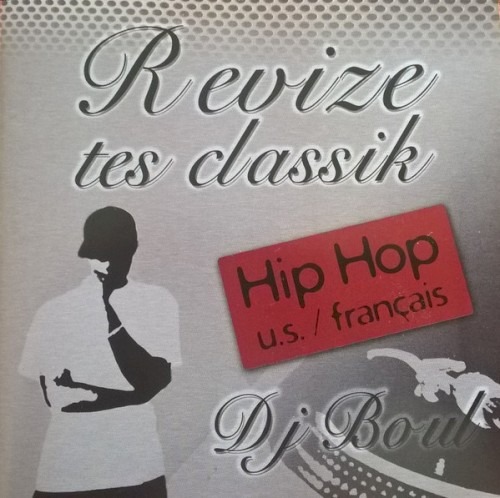 Revize
tes classik
Hip Hop
u.s. / français
Dj Boul